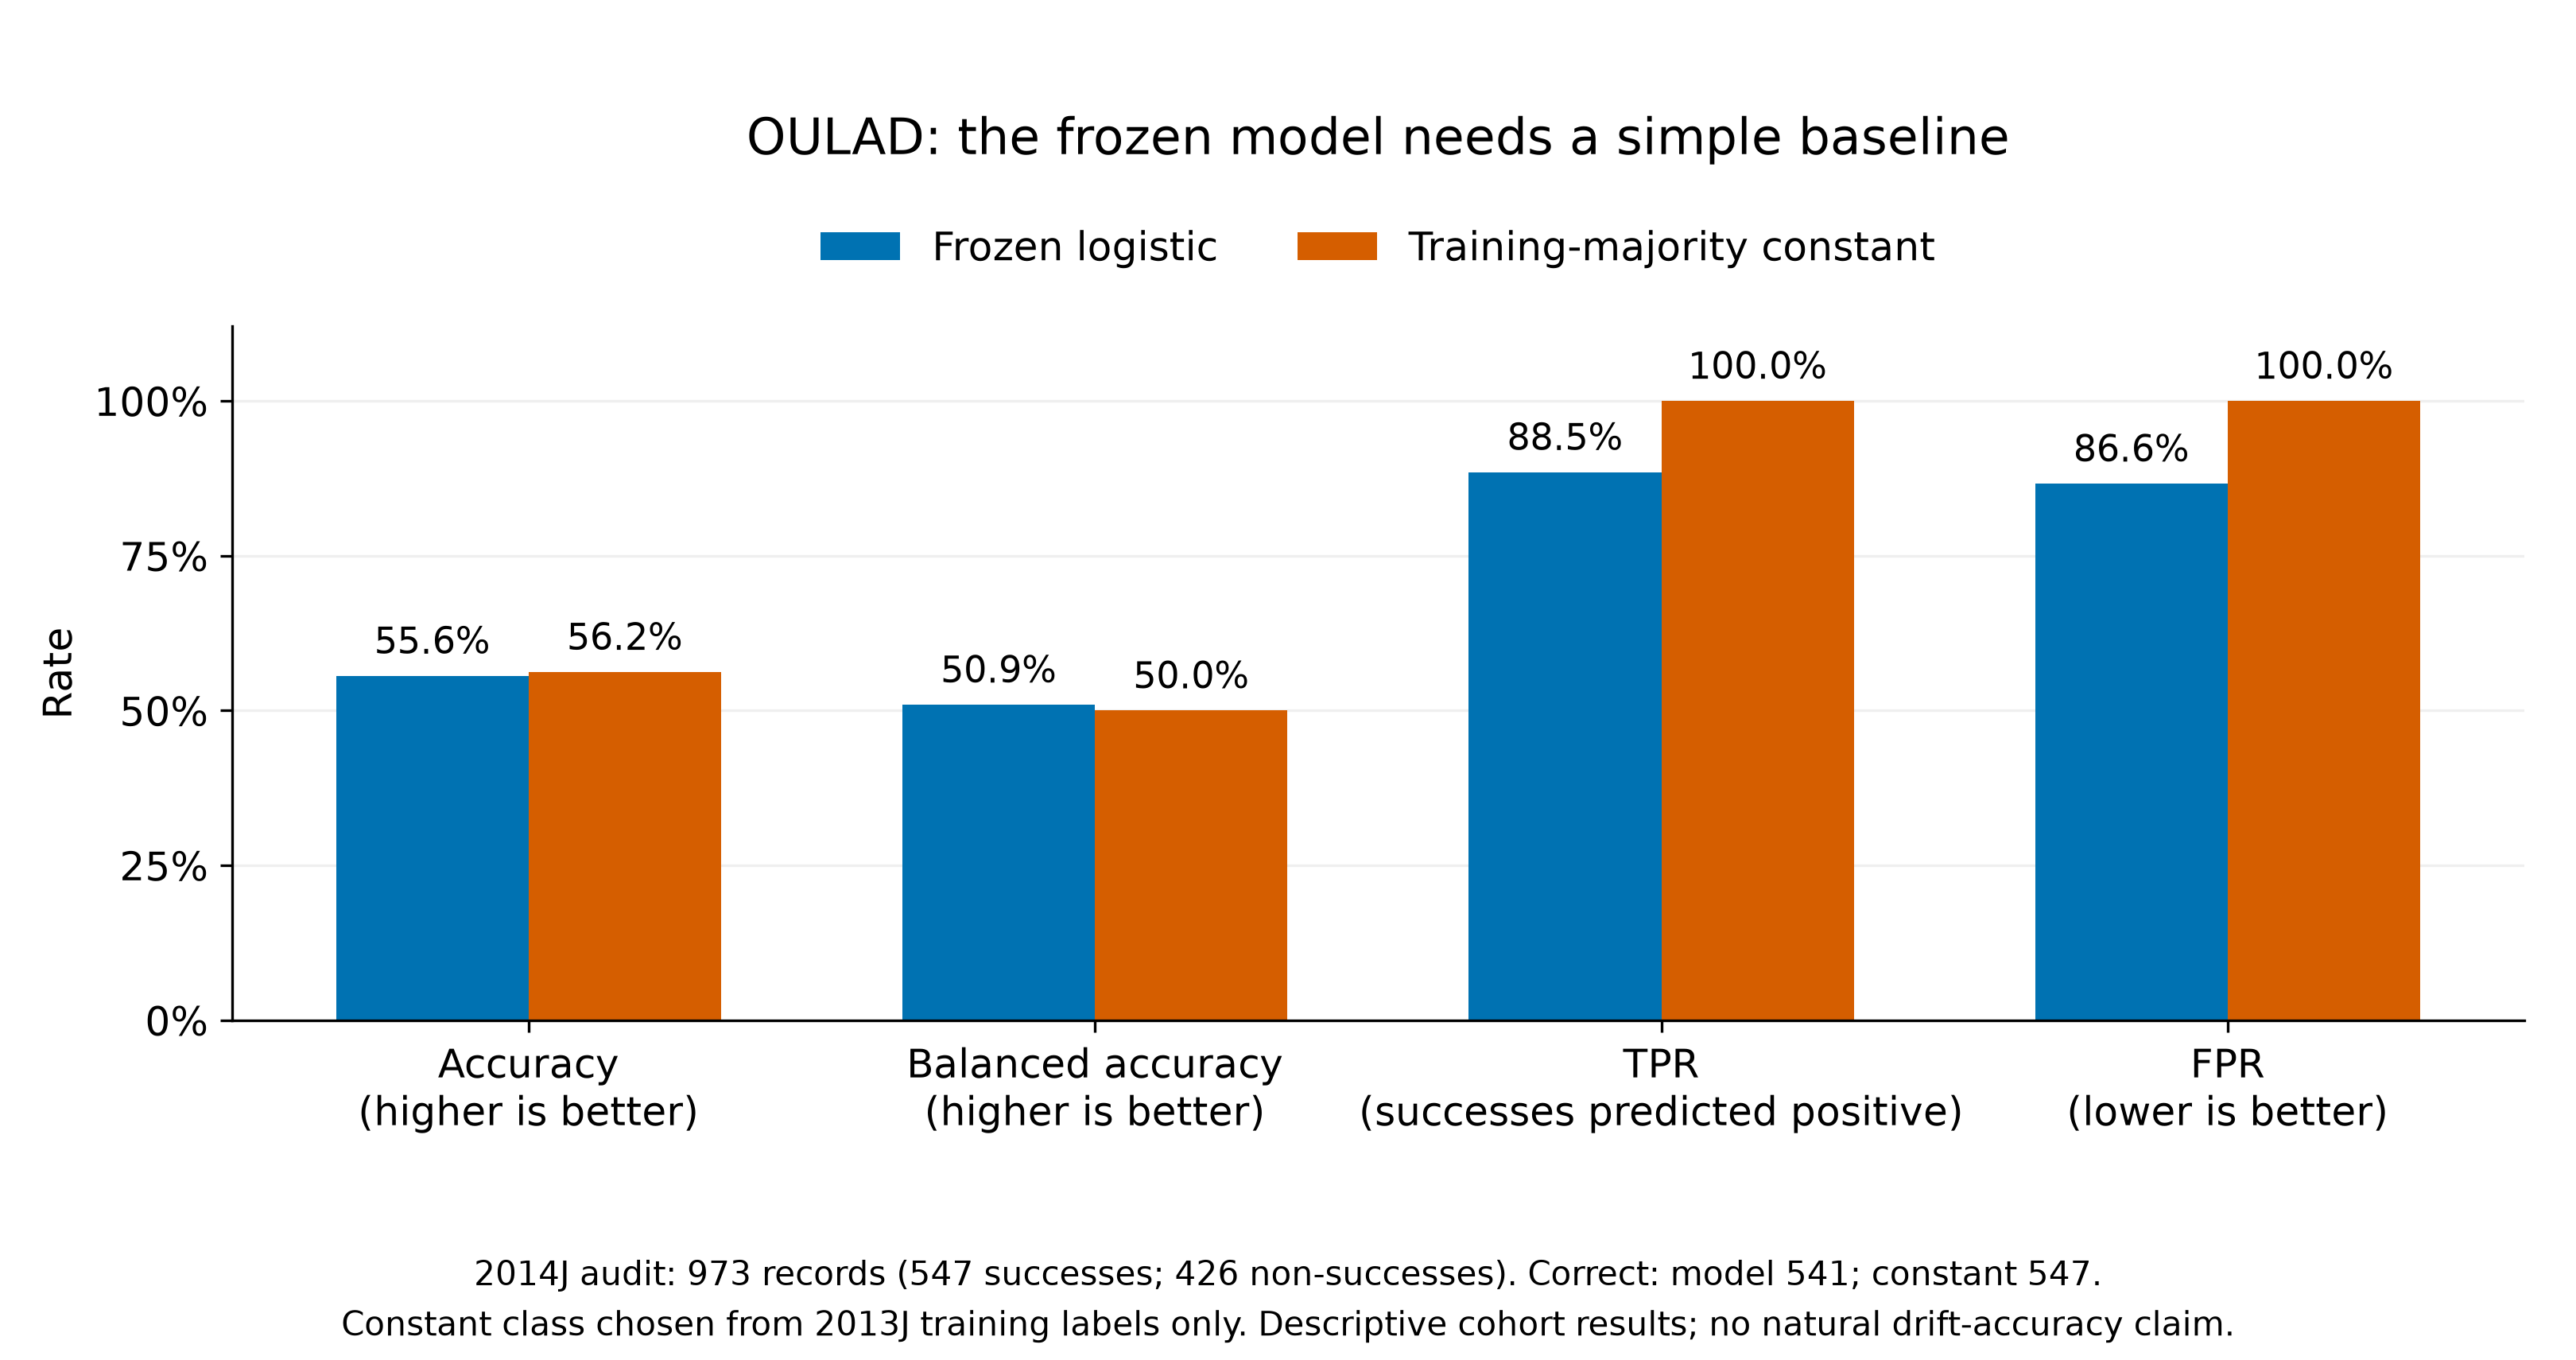 OULAD: the frozen model needs a simple baseline
Frozen logistic
Training-majority constant
Rate
100%
75%
50%
25%
0%
55.6%
56.2%
50.9%
50.0%
88.5%
100.0%
86.6%
100.0%
Accuracy
(higher is better)
Balanced accuracy
(higher is better)
TPR
(successes predicted positive)
FPR
(lower is better)
2014J audit: 973 records (547 successes; 426 non-successes). Correct: model 541; constant 547.
Constant class chosen from 2013J training labels only. Descriptive cohort results; no natural drift-accuracy claim.